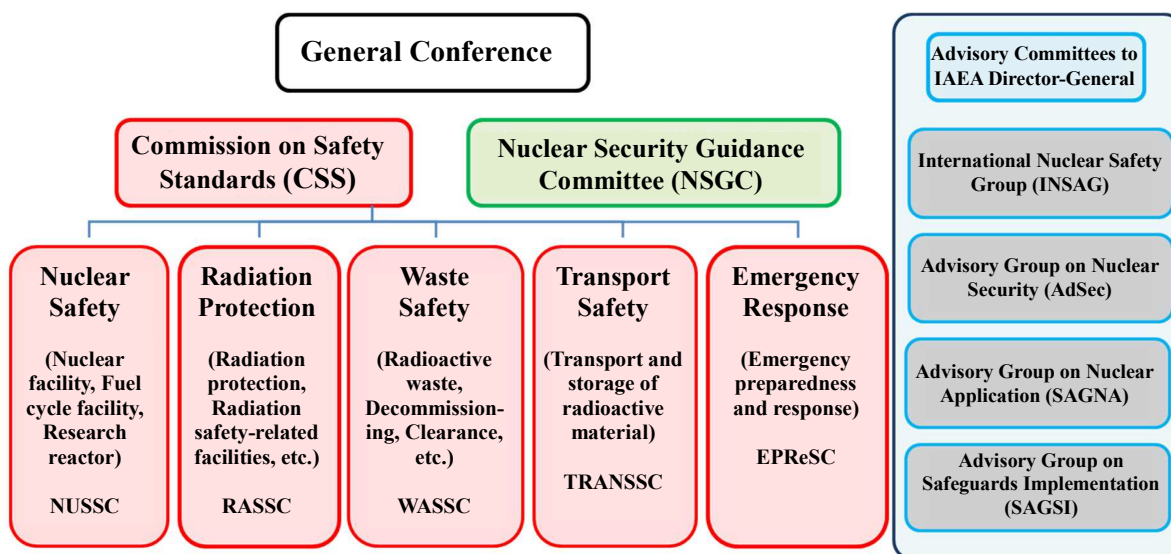 General Conference
Commission on Safety
Standards (CSS)
Nuclear Security Guidance
Committee (NSGC)
Nuclear
Safety
(Nuclear
facility, Fuel
cycle facility,
Research
reactor)
NUSSC
Radiation
Protection
(Radiation
protection,
Radiation
safety-related
facilities, etc.)
RASSC
Waste
Safety
(Radioactive
waste,
Decommission-
ing, Clearance,
etc.)
WASSC
Transport
Safety
(Transport and
storage of
radioactive
material)
TRANSSC
Emergency
Response
(Emergency
preparedness
and response)
EPReSC
Advisory Committees to
IAEA Director-General
International Nuclear Safety
Group (INSAG)
Advisory Group on Nuclear
Security (AdSec)
Advisory Group on Nuclear
Application (SAGNA)
Advisory Group on
Safeguards Implementation
(SAGSI)